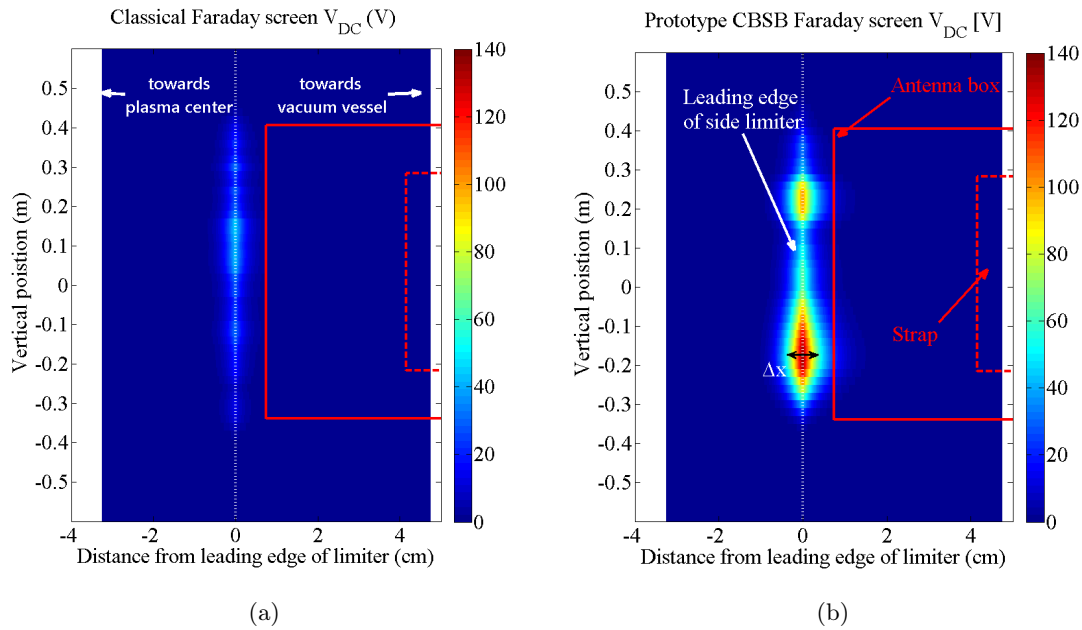 Classical Faraday screen V_DC (V)
towards
plasma center
towards
vacuum vessel
Vertical poistion (m)
0.5
0.4
0.3
0.2
0.1
0
-0.1
-0.2
-0.3
-0.4
-0.5
-4
-2
0
2
4
Distance from leading edge of limiter (cm)
140
120
100
80
60
40
20
0
(a)
Prototype CBSB Faraday screen V_DC [V]
Leading edge
of side limiter
Antenna box
Strap
Δx
Vertical poistion (m)
0.5
0.4
0.3
0.2
0.1
0
-0.1
-0.2
-0.3
-0.4
-0.5
-4
-2
0
2
4
Distance from leading edge of limiter (cm)
140
120
100
80
60
40
20
0
(b)